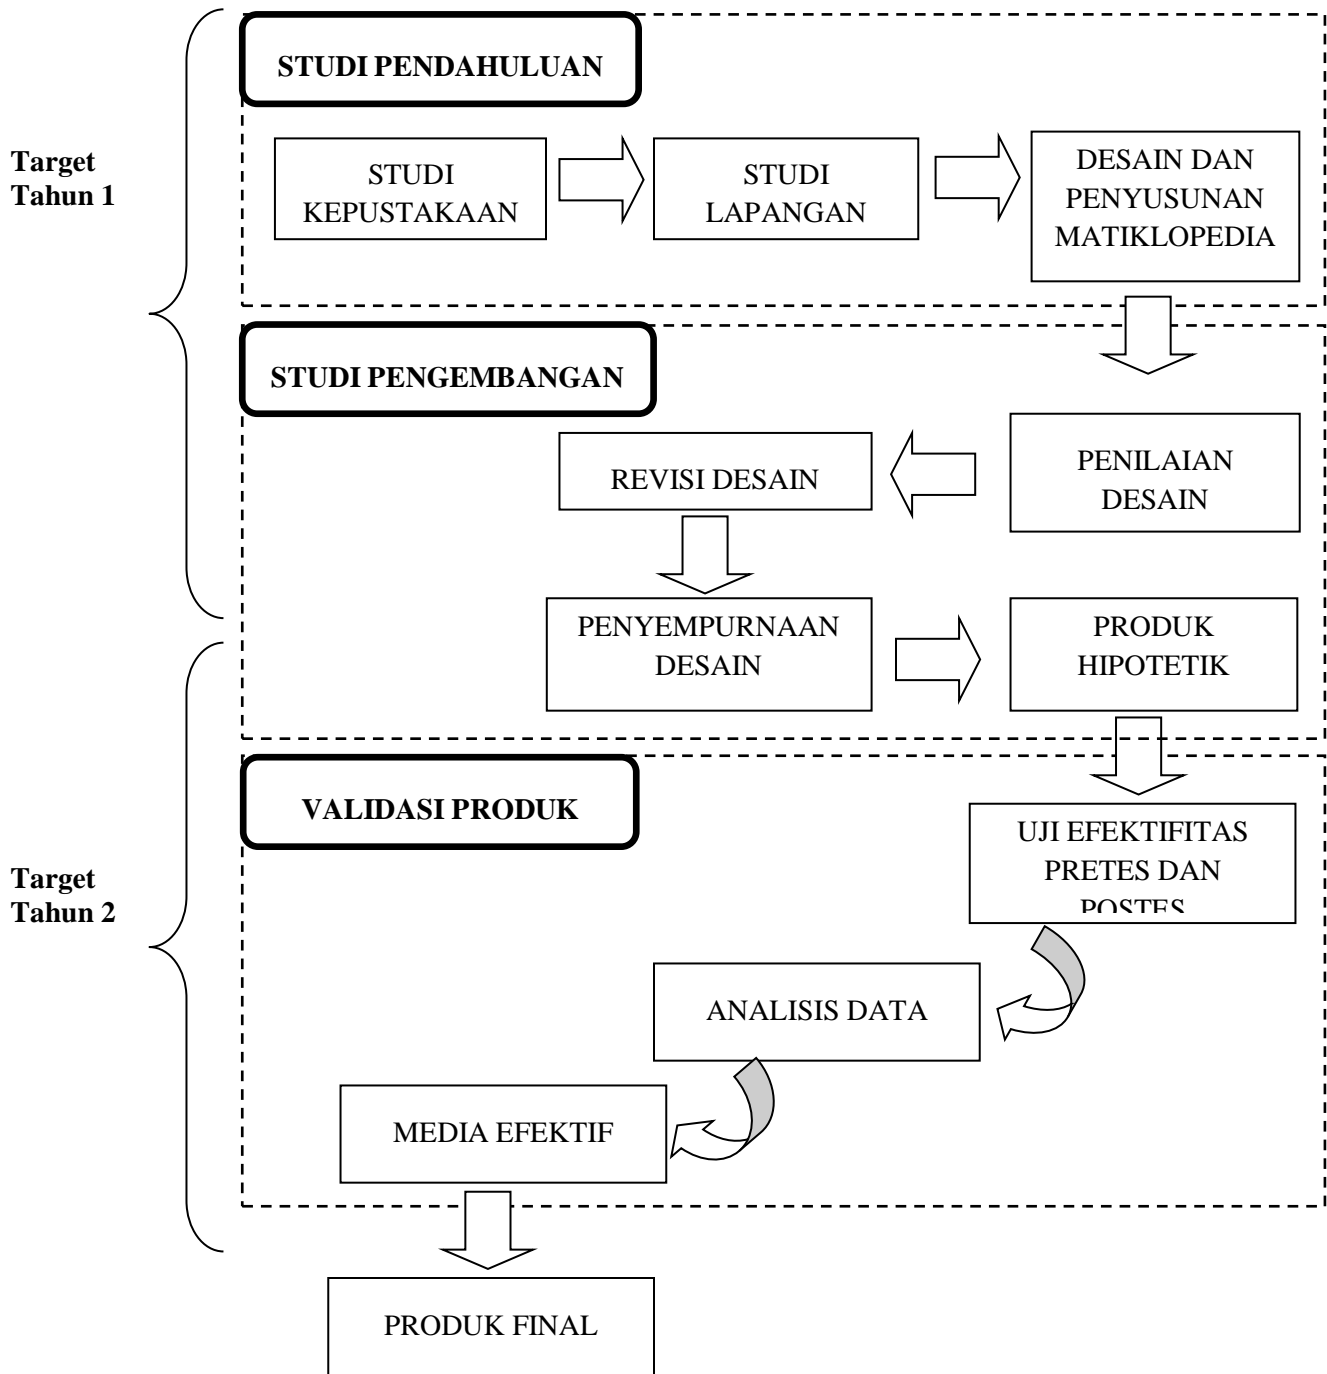 STUDI PENDAHULUAN
Target
Tahun 1
STUDI
KEPUSTAKAAN
STUDI
LAPANGAN
DESAIN DAN
PENYUSUNAN
MATIKLOPEDIA
STUDI PENGEMBANGAN
PENILAIAN
DESAIN
REVISI DESAIN
PENYEMPURNAAN
DESAIN
PRODUK
HIPOTETIK
VALIDASI PRODUK
Target
Tahun 2
UJI EFEKTIFITAS
PRETES DAN
POSTES
ANALISIS DATA
MEDIA EFEKTIF
PRODUK FINAL